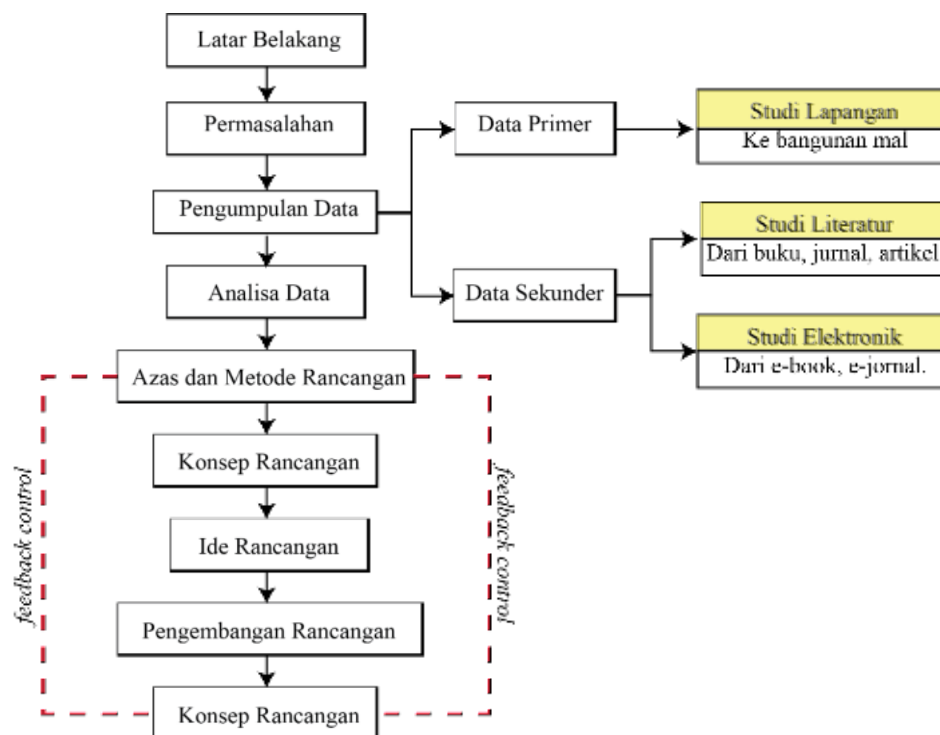 Latar Belakang
Permasalahan
Pengumpulan Data
Analisa Data
Azas dan Metode Rancangan
Konsep Rancangan
Ide Rancangan
Pengembangan Rancangan
Konsep Rancangan
feedback control
feedback control
Data Primer
Data Sekunder
Studi Lapangan
Ke bangunan mal
Studi Literatur
Dari buku, jurnal, artikel
Studi Elektronik
Dari e-book, e-jornal.